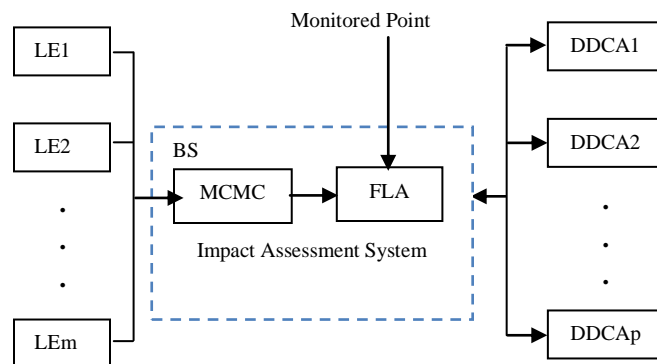 Monitored Point
LE1
LE2
LEm
BS
MCMC
FLA
Impact Assessment System
DDCA1
DDCA2
DDCAp